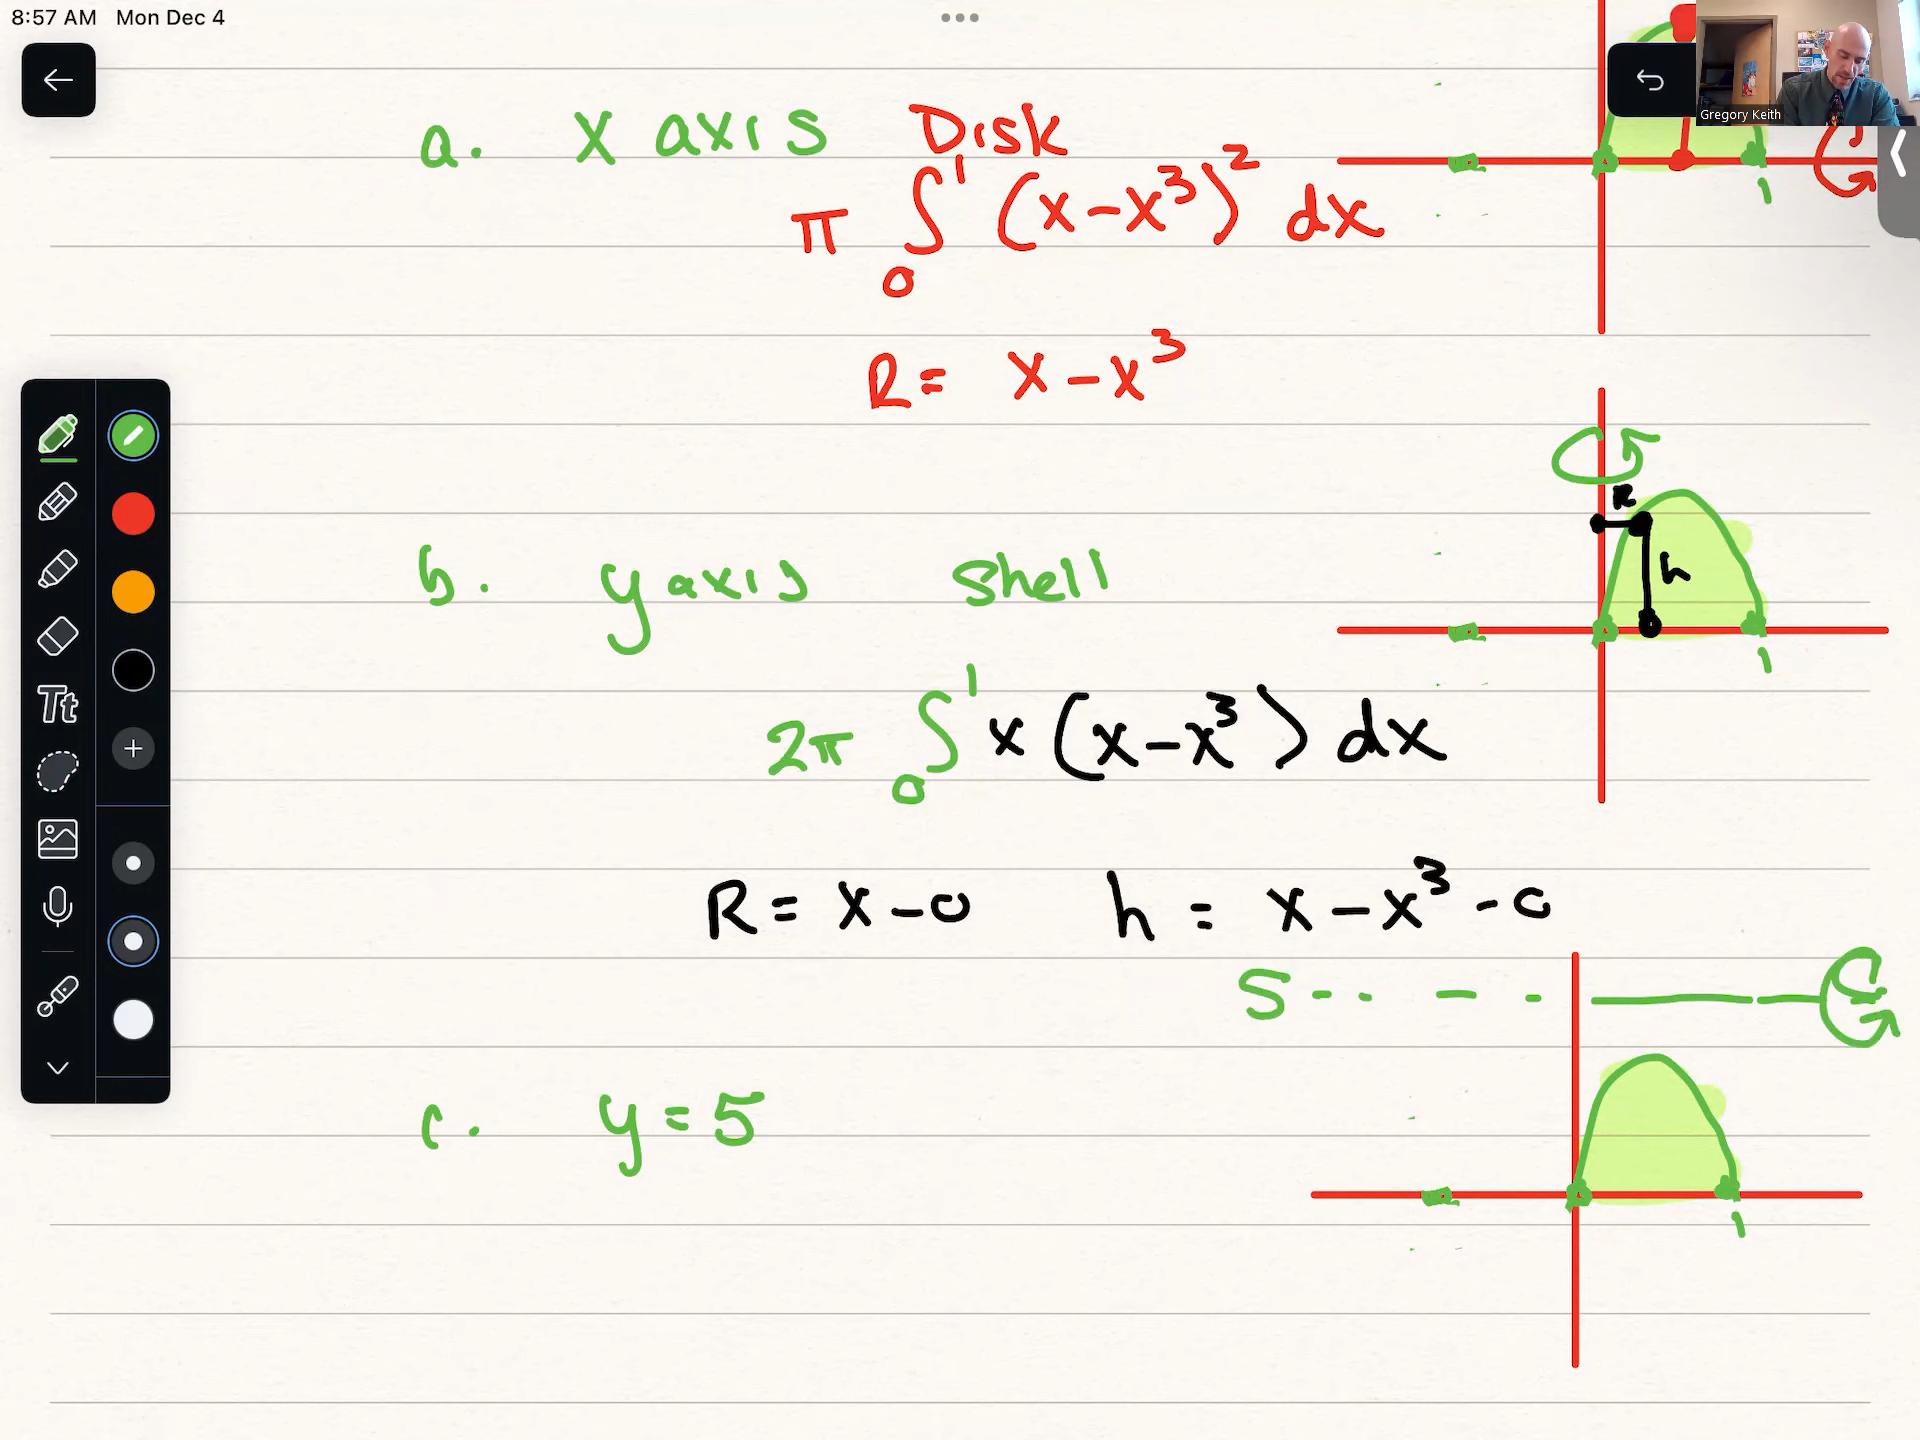 8:57 AM Mon Dec 4
Gregory Keith
a. x axis Disk
π ∫₀¹ (x-x³)² dx
1
R = x-x³
R
b. y axis Shell
h
1
2π ∫₀¹ x (x-x³) dx
R = x-0 h = x-x³-0
5
c. y=5
1
Tt